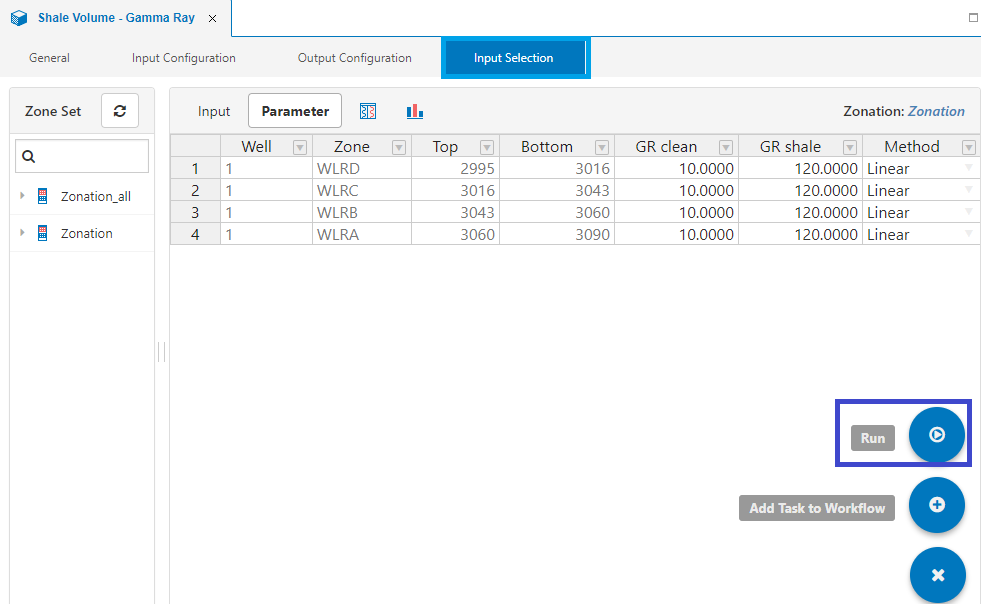 Shale Volume - Gamma Ray
General Input Configuration Output Configuration Input Selection
Zone Set
Zonation_all
Zonation
Input Parameter Zonation: Zonation
Well Zone Top Bottom GR clean GR shale Method
1 1 WLRD 2995 3016 10.0000 120.0000 Linear
2 1 WLRC 3016 3043 10.0000 120.0000 Linear
3 1 WLRB 3043 3060 10.0000 120.0000 Linear
4 1 WLRA 3060 3090 10.0000 120.0000 Linear
Run
Add Task to Workflow